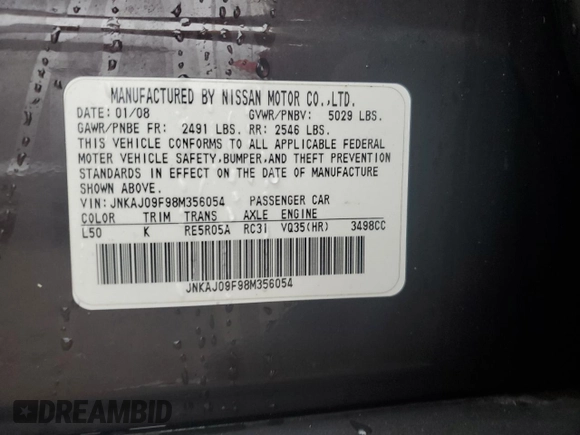 MANUFACTURED BY NISSAN MOTOR CO.,LTD.
DATE: 01/08 GVWR/PNBV: 5029 LBS.
GAWR/PNBE FR: 2491 LBS. RR: 2546 LBS.
THIS VEHICLE CONFORMS TO ALL APPLICABLE FEDERAL
MOTOR VEHICLE SAFETY,BUMPER,AND THEFT PREVENTION
STANDARDS IN EFFECT ON THE DATE OF MANUFACTURE
SHOWN ABOVE.
VIN: JNKAJ09F98M356054 PASSENGER CAR
COLOR TRIM TRANS AXLE ENGINE
L50 K RE5R05A RC31 VQ35(HR) 3498CC
JNKAJ09F98M356054
DREAMBID